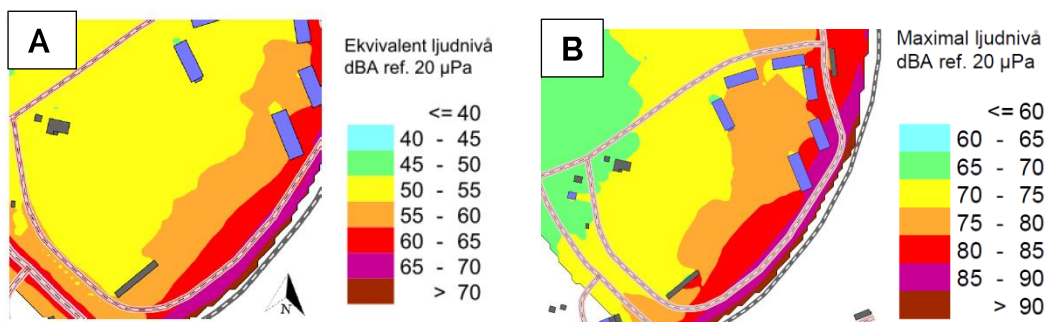 A
Ekvivalent ljudnivå
dBA ref. 20 µPa
<= 40
40 - 45
45 - 50
50 - 55
55 - 60
60 - 65
65 - 70
> 70
N
B
Maximal ljudnivå
dBA ref. 20 µPa
<= 60
60 - 65
65 - 70
70 - 75
75 - 80
80 - 85
85 - 90
> 90